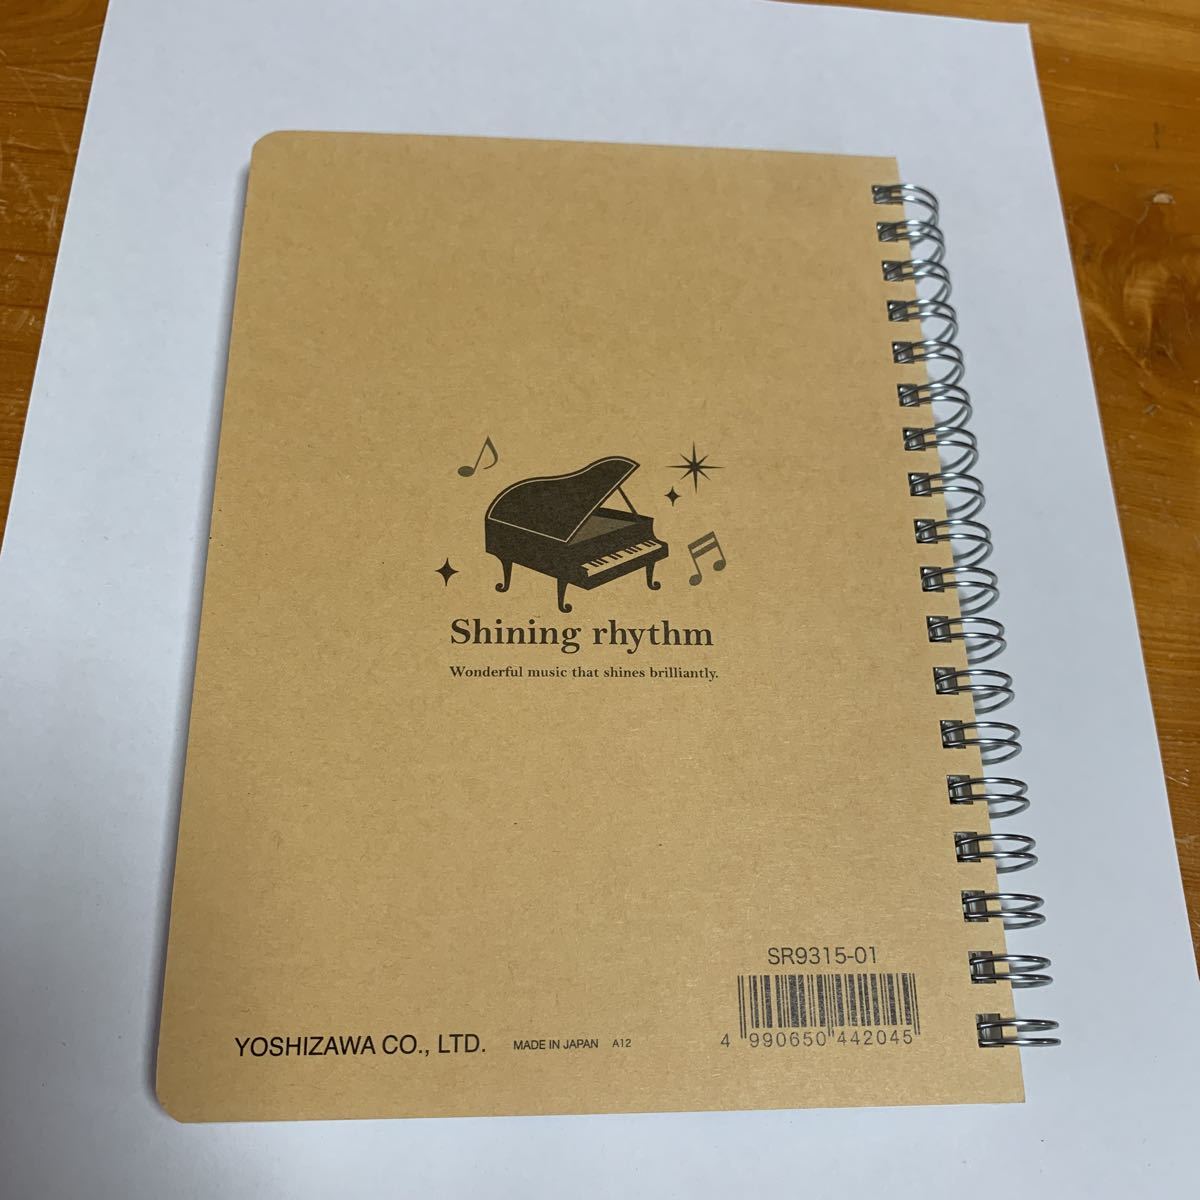 Shining rhythm
Wonderful music that shines brilliantly.
SR9315-01
4 990650 442045
YOSHIZAWA CO., LTD. MADE IN JAPAN A12